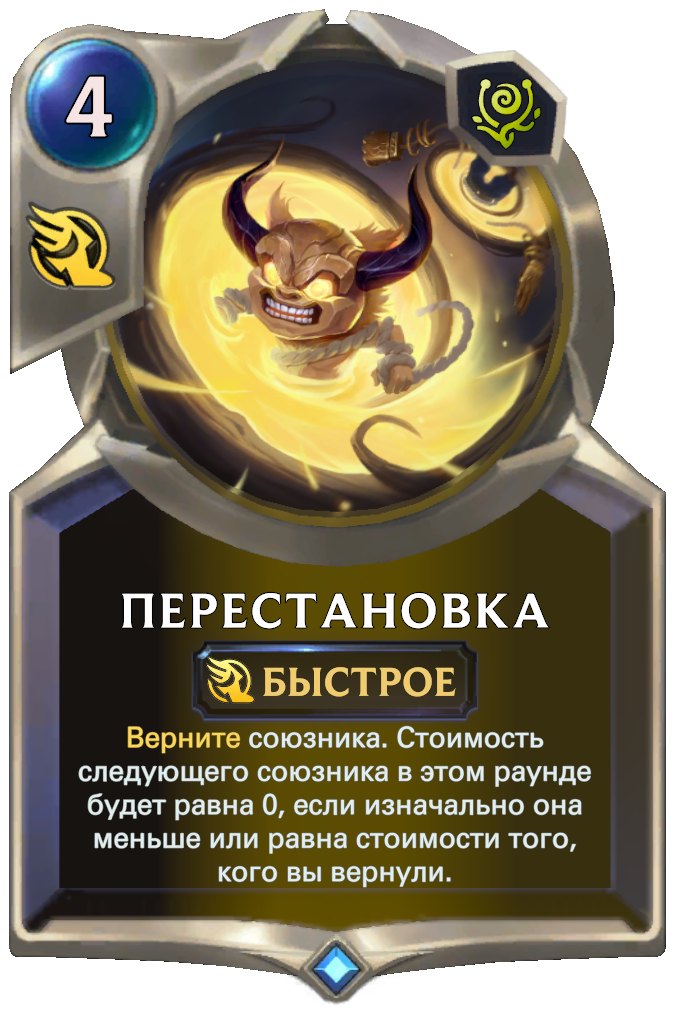 4
ПЕРЕСТАНОВКА
БЫСТРОЕ
Верните союзника. Стоимость
следующего союзника в этом раунде
будет равна 0, если изначально она
меньше или равна стоимости того,
кого вы вернули.